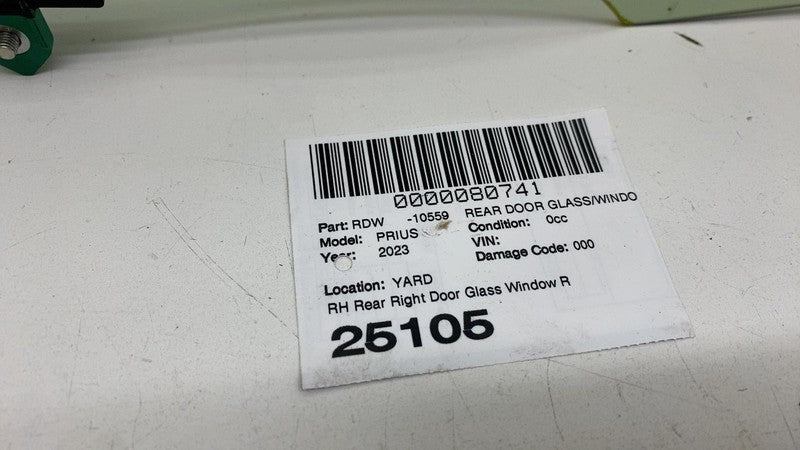 0000080741
Part: RDW -10559 REAR DOOR GLASS/WINDO
Model: PRIUS Condition: 0cc
Year: 2023 VIN:
Damage Code: 000
Location: YARD
RH Rear Right Door Glass Window R
25105